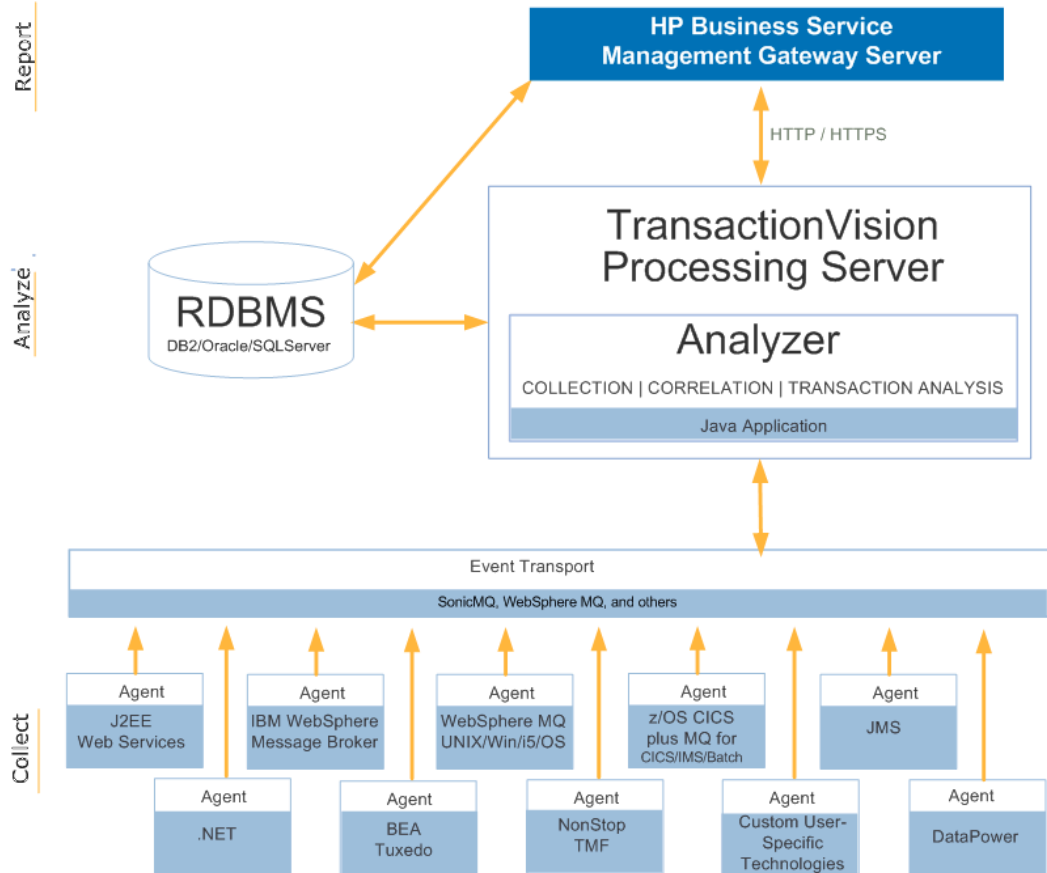 Report
HP Business Service
Management Gateway Server
HTTP / HTTPS
Analyze
RDBMS
DB2/Oracle/SQLServer
TransactionVision
Processing Server
Analyzer
COLLECTION | CORRELATION | TRANSACTION ANALYSIS
Java Application
Event Transport
SonicMQ, WebSphere MQ, and others
Collect
Agent
J2EE
Web Services
Agent
IBM WebSphere
Message Broker
Agent
WebSphere MQ
UNIX/Win/i5/OS
Agent
z/OS CICS
plus MQ for
CICS/IMS/Batch
Agent
JMS
Agent
.NET
Agent
BEA
Tuxedo
Agent
NonStop
TMF
Agent
Custom User-
Specific
Technologies
Agent
DataPower